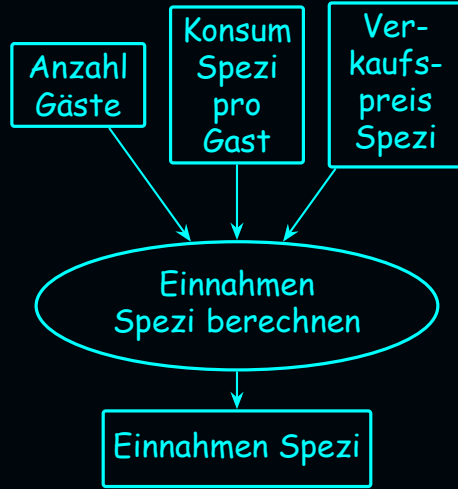 Anzahl
Gäste
Konsum
Spezi
pro
Gast
Ver-
kaufs-
preis
Spezi
Einnahmen
Spezi berechnen
Einnahmen Spezi